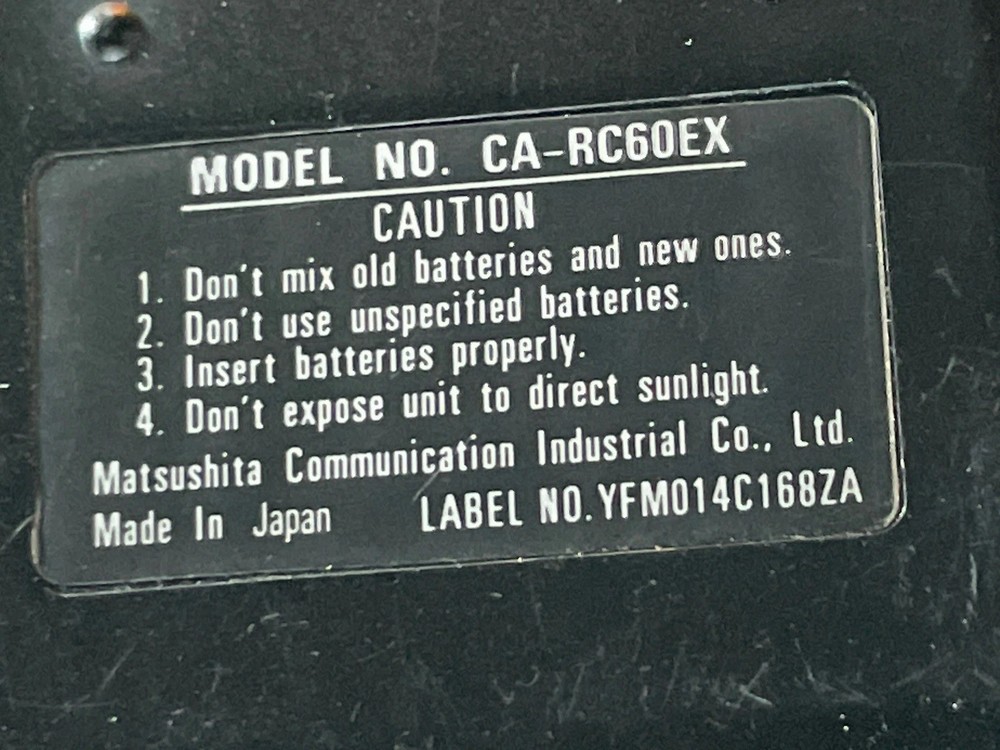 MODEL NO. CA-RC60EX
CAUTION
1. Don't mix old batteries and new ones.
2. Don't use unspecified batteries.
3. Insert batteries properly.
4. Don't expose unit to direct sunlight.
Matsushita Communication Industrial Co., Ltd.
Made In Japan LABEL NO. YFM014C168ZA